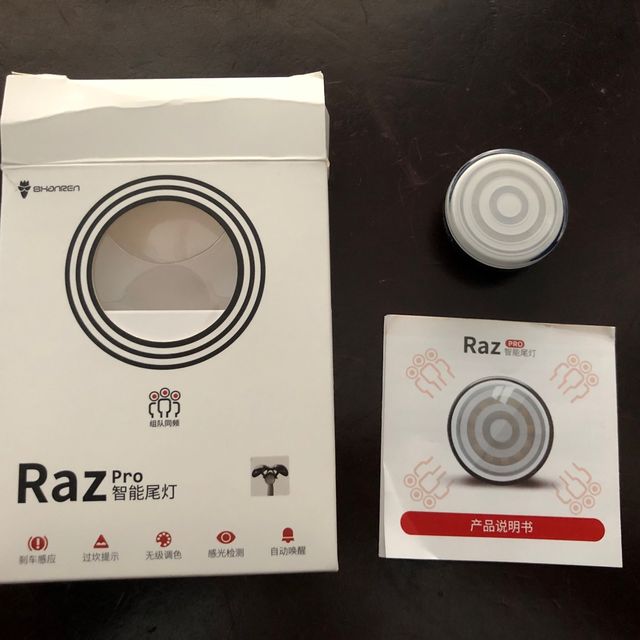 SHANREN
组队同频
Raz Pro
智能尾灯
刹车感应
过坎提示
无级调色
感光检测
自动唤醒
Raz PRO
智能尾灯
产品说明书